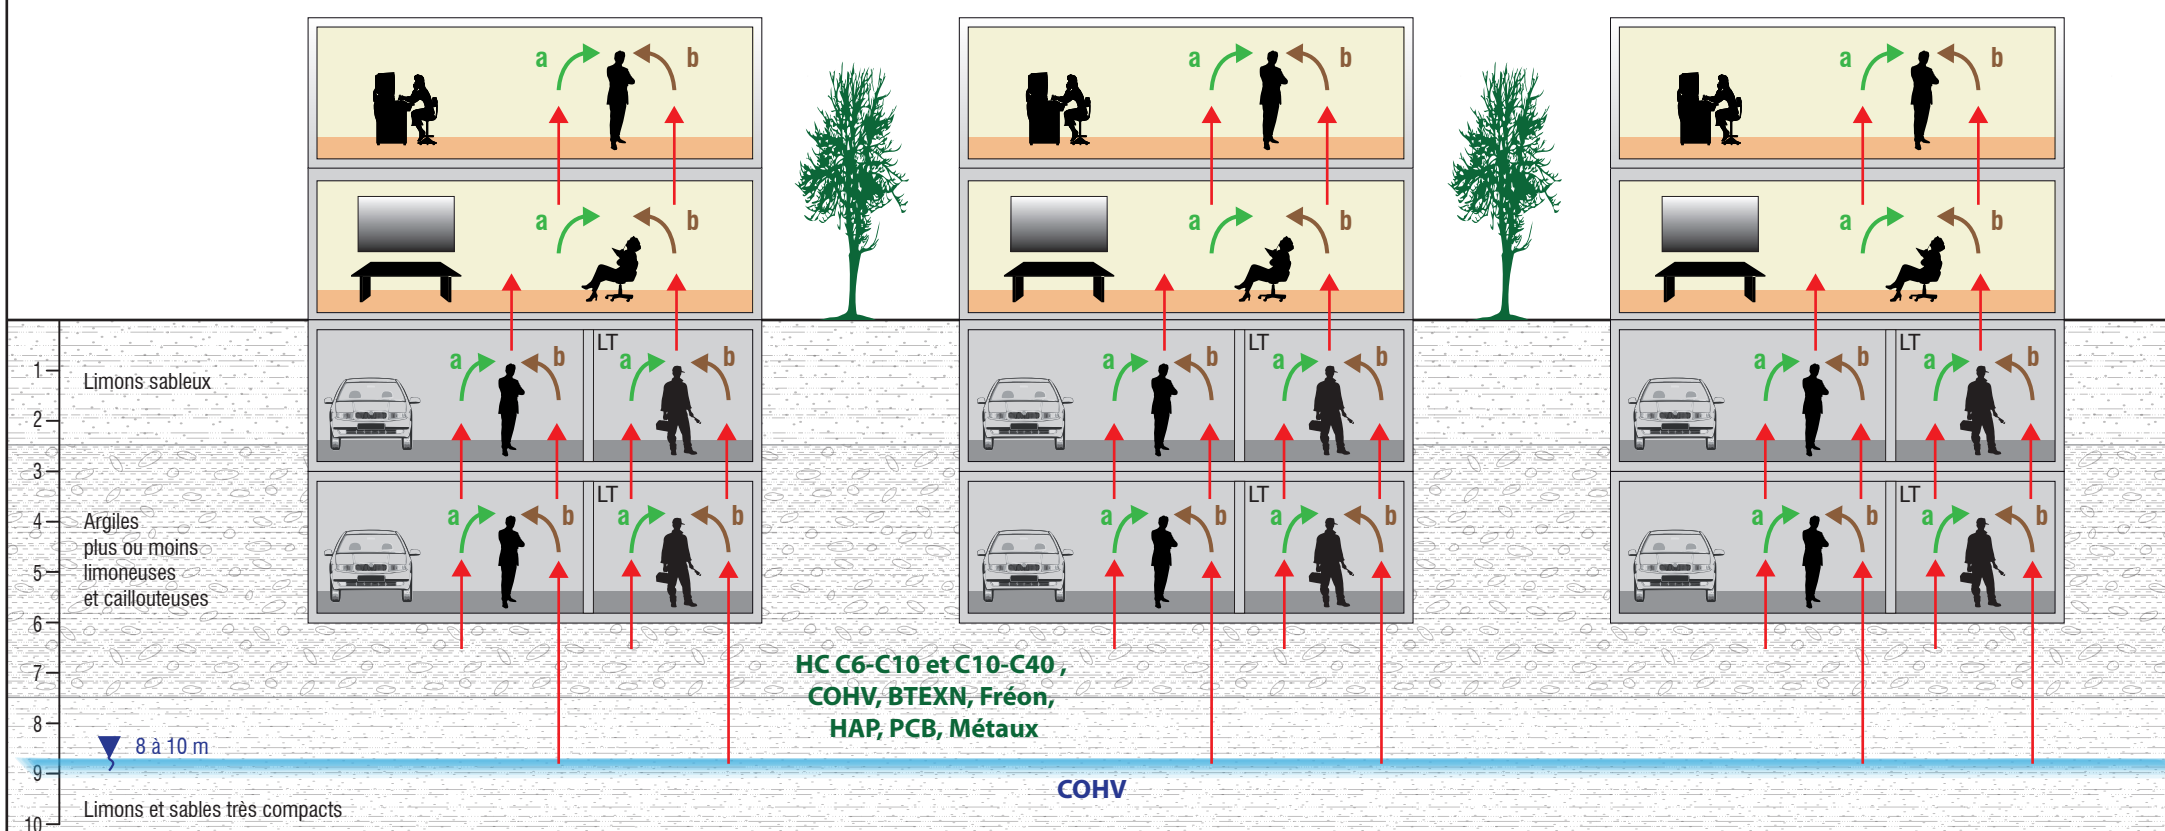 a b a b a b
a b a b a b
LT LT LT
a b a b a b a b a b a b
1
Limons sableux
2
3
LT LT LT
a b a b a b a b a b a b
4
Argiles
plus ou moins
limoneuses
et caillouteuses
5
6
HC C6-C10 et C10-C40 ,
COHV, BTEXN, Fréon,
HAP, PCB, Métaux
7
8
8 à 10 m
9
COHV
Limons et sables très compacts
10